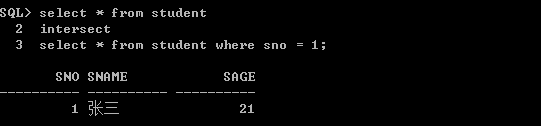 SQL> select * from student
2 intersect
3 select * from student where sno = 1;
SNO SNAME SAGE
---------- ---------- ----------
1 张三 21